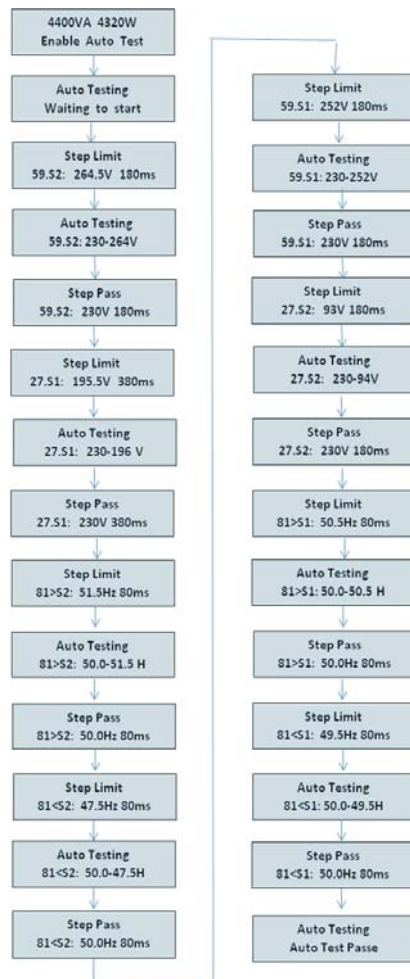 4400VA 4320W
Enable Auto Test
Auto Testing
Waiting to start
Step Limit
59.S2: 264.5V 180ms
Auto Testing
59.S2: 230-264V
Step Pass
59.S2: 230V 180ms
Step Limit
27.S1: 195.5V 380ms
Auto Testing
27.S1: 230-196 V
Step Pass
27.S1: 230V 380ms
Step Limit
81>S2: 51.5Hz 80ms
Auto Testing
81>S2: 50.0-51.5 H
Step Pass
81>S2: 50.0Hz 80ms
Step Limit
81<S2: 47.5Hz 80ms
Auto Testing
81<S2: 50.0-47.5H
Step Pass
81<S2: 50.0Hz 80ms
Step Limit
59.S1: 252V 180ms
Auto Testing
59.S1: 230-252V
Step Pass
59.S1: 230V 180ms
Step Limit
27.S2: 93V 180ms
Auto Testing
27.S2: 230-94V
Step Pass
27.S2: 230V 180ms
Step Limit
81>S1: 50.5Hz 80ms
Auto Testing
81>S1: 50.0-50.5 H
Step Pass
81>S1: 50.0Hz 80ms
Step Limit
81<S1: 49.5Hz 80ms
Auto Testing
81<S1: 50.0-49.5H
Step Pass
81<S1: 50.0Hz 80ms
Auto Testing
Auto Test Passe